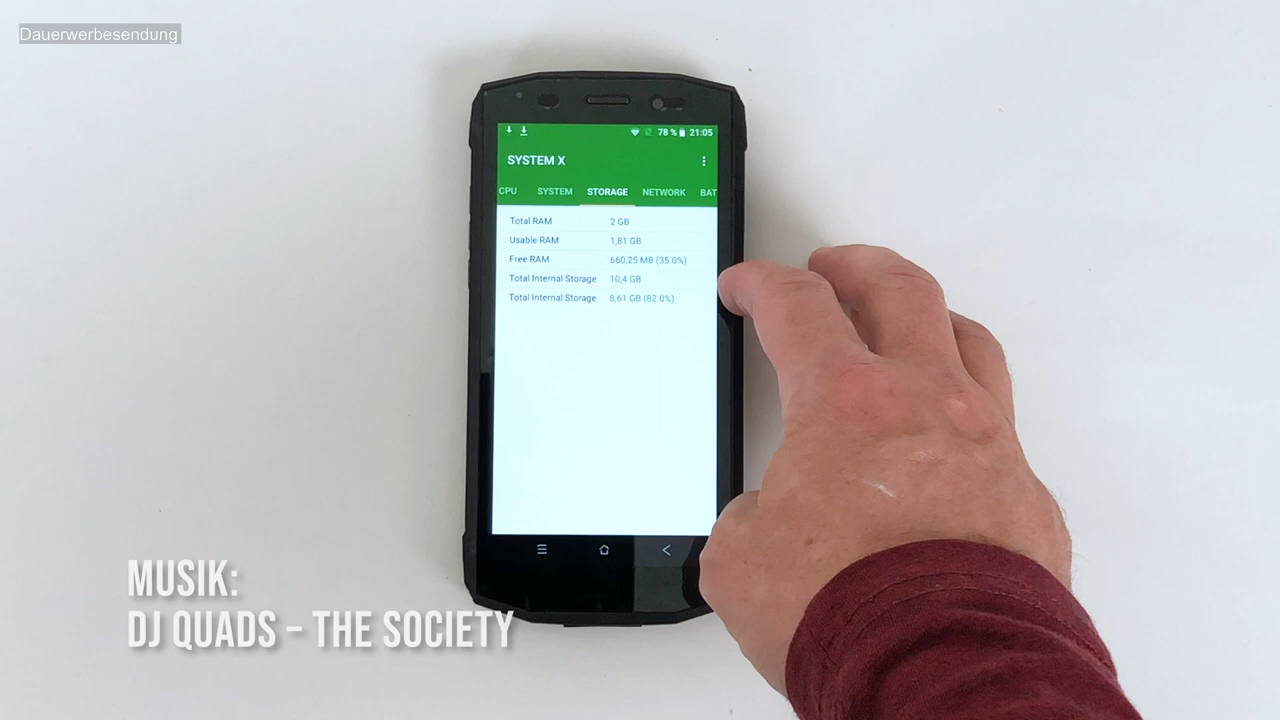 Dauerwerbesendung
78 % 21:05
SYSTEM X
CPU SYSTEM STORAGE NETWORK BAT
Total RAM 2 GB
Usable RAM 1,81 GB
Free RAM 660,25 MB (35.0%)
Total Internal Storage 10,4 GB
Total Internal Storage 8,61 GB (82.0%)
MUSIK:
DJ QUADS – THE SOCIETY